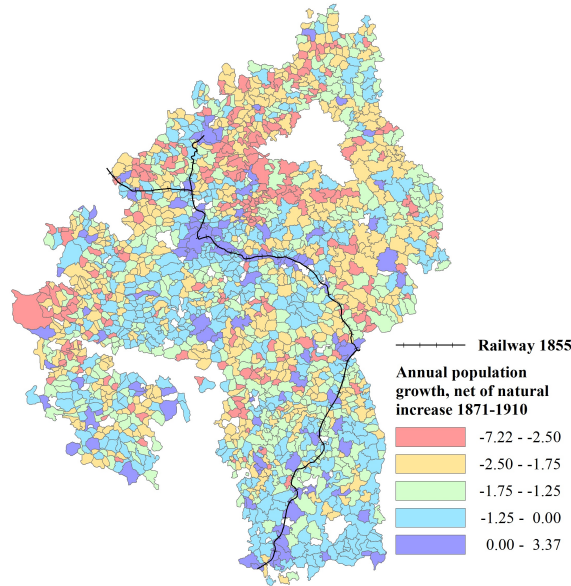 Railway 1855
Annual population
growth, net of natural
increase 1871-1910
-7.22 - -2.50
-2.50 - -1.75
-1.75 - -1.25
-1.25 - 0.00
0.00 - 3.37